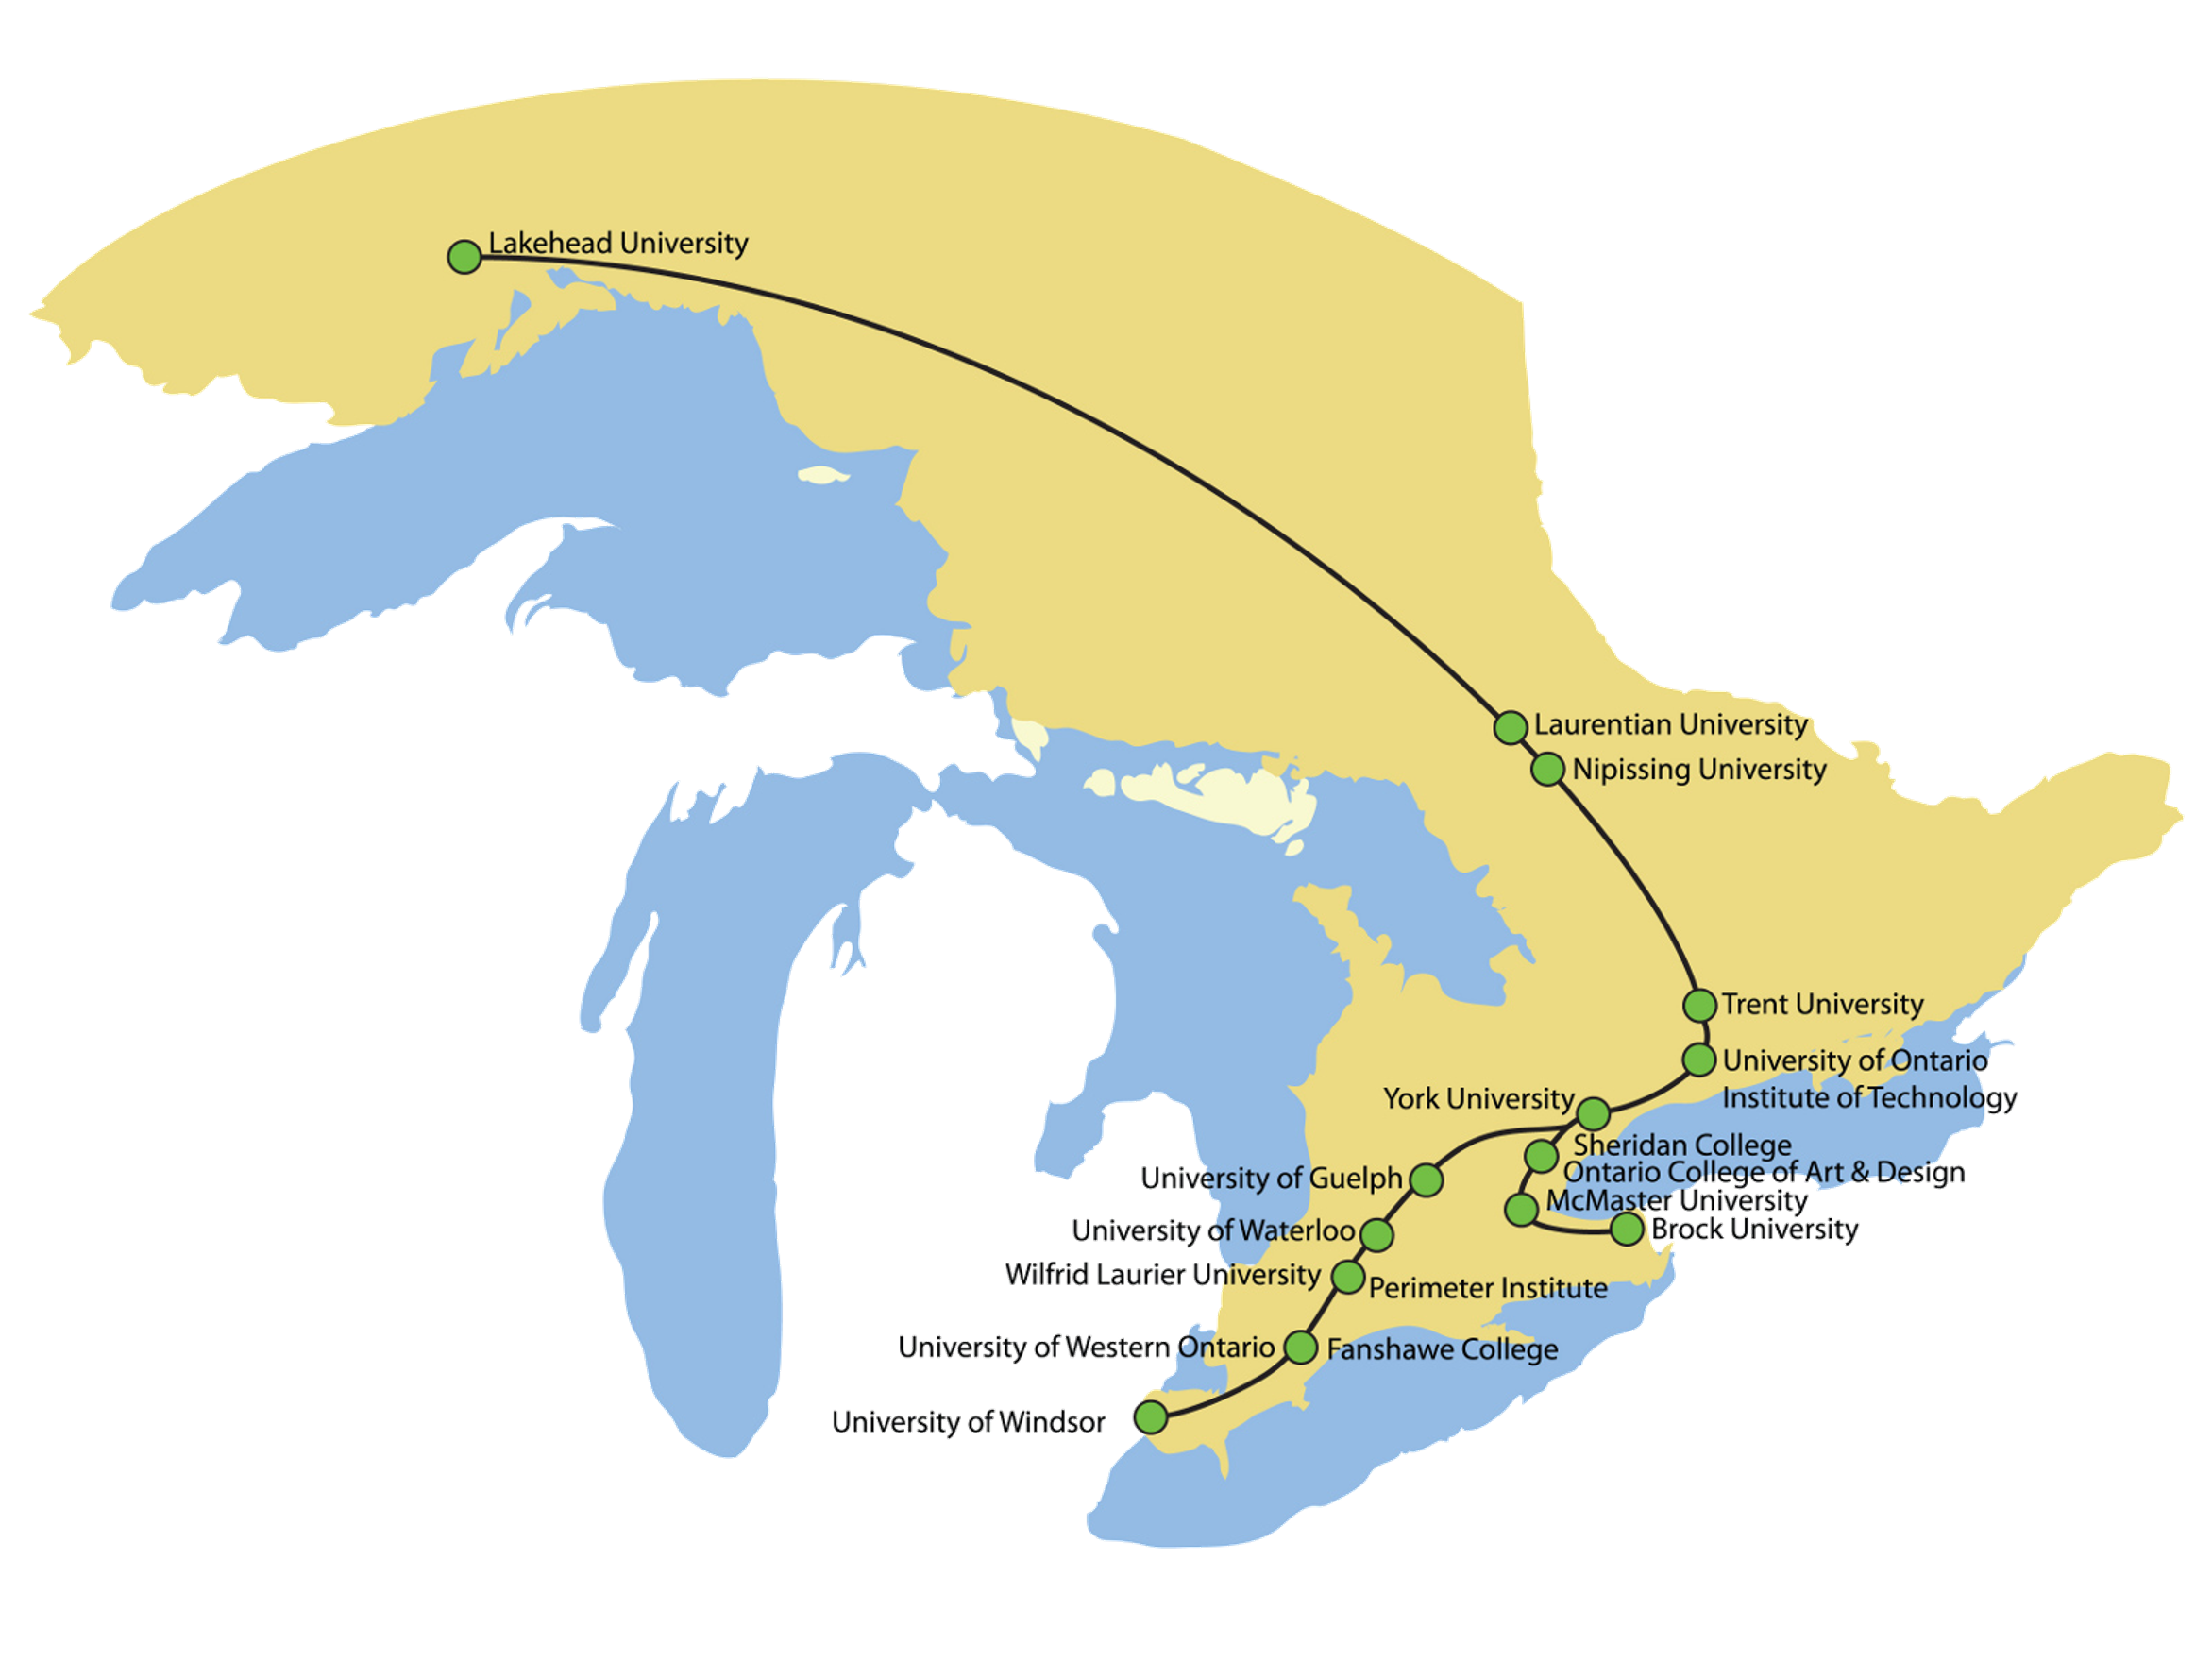 Lakehead University
Laurentian University
Nipissing University
Trent University
University of Ontario
Institute of Technology
York University
Sheridan College
Ontario College of Art & Design
University of Guelph
McMaster University
University of Waterloo
Brock University
Wilfrid Laurier University
Perimeter Institute
University of Western Ontario
Fanshawe College
University of Windsor